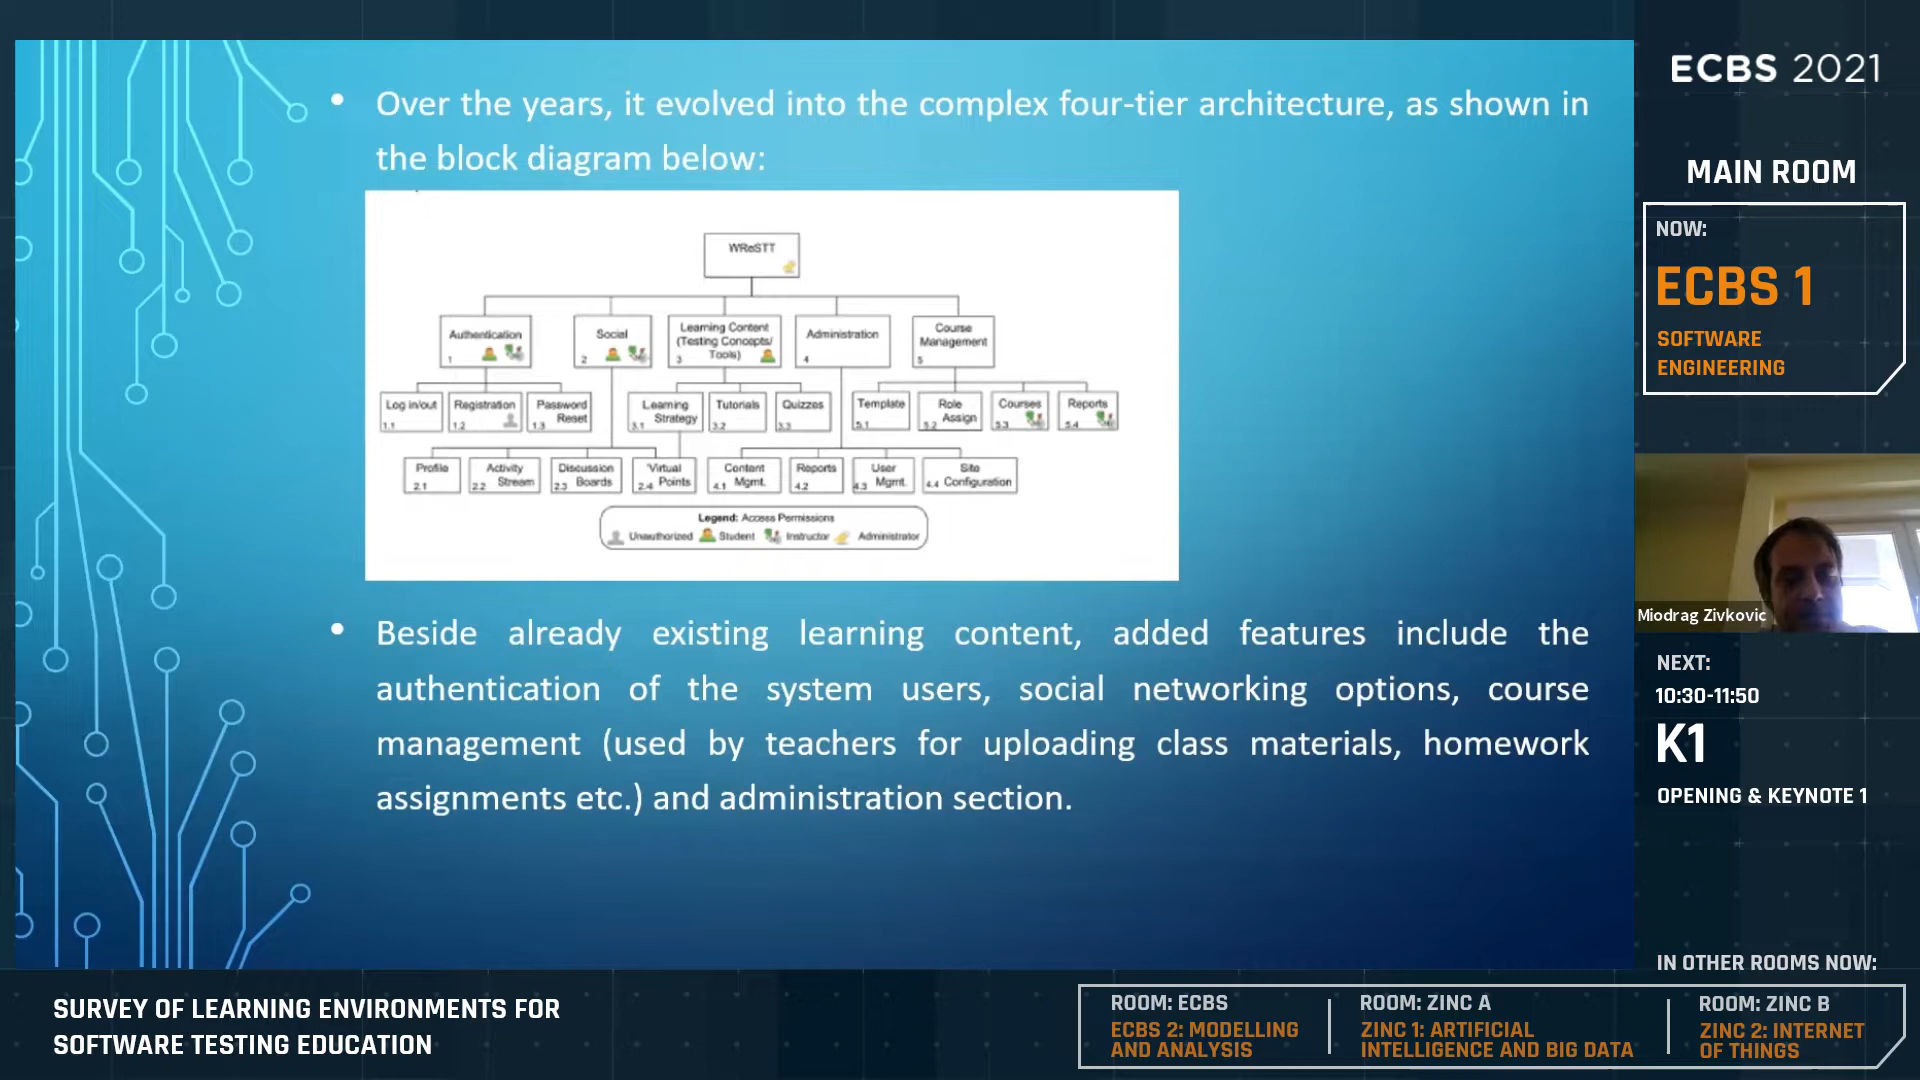 • Over the years, it evolved into the complex four-tier architecture, as shown in
the block diagram below:
WReSTT
Authentication
1
Social
2
Learning Content
(Testing Concepts/
Tools)
3
Administration
4
Course
Management
5
Log in/out
1.1
Registration
1.2
Password
Reset
1.3
Learning
Strategy
3.1
Tutorials
3.2
Quizzes
3.3
Template
5.1
Role
Assign
5.2
Courses
5.3
Reports
5.4
Profile
2.1
Activity
Stream
2.2
Discussion
Boards
2.3
Virtual
Points
2.4
Content
Mgmt.
4.1
Reports
4.2
User
Mgmt.
4.3
Site
Configuration
4.4
Legend: Access Permissions
Unauthorized Student Instructor Administrator
• Beside already existing learning content, added features include the
authentication of the system users, social networking options, course
management (used by teachers for uploading class materials, homework
assignments etc.) and administration section.
ECBS 2021
MAIN ROOM
NOW:
ECBS 1
SOFTWARE
ENGINEERING
Miodrag Zivkovic
NEXT:
10:30-11:50
K1
OPENING & KEYNOTE 1
IN OTHER ROOMS NOW:
SURVEY OF LEARNING ENVIRONMENTS FOR
SOFTWARE TESTING EDUCATION
ROOM: ECBS
ECBS 2: MODELLING
AND ANALYSIS
ROOM: ZINC A
ZINC 1: ARTIFICIAL
INTELLIGENCE AND BIG DATA
ROOM: ZINC B
ZINC 2: INTERNET
OF THINGS